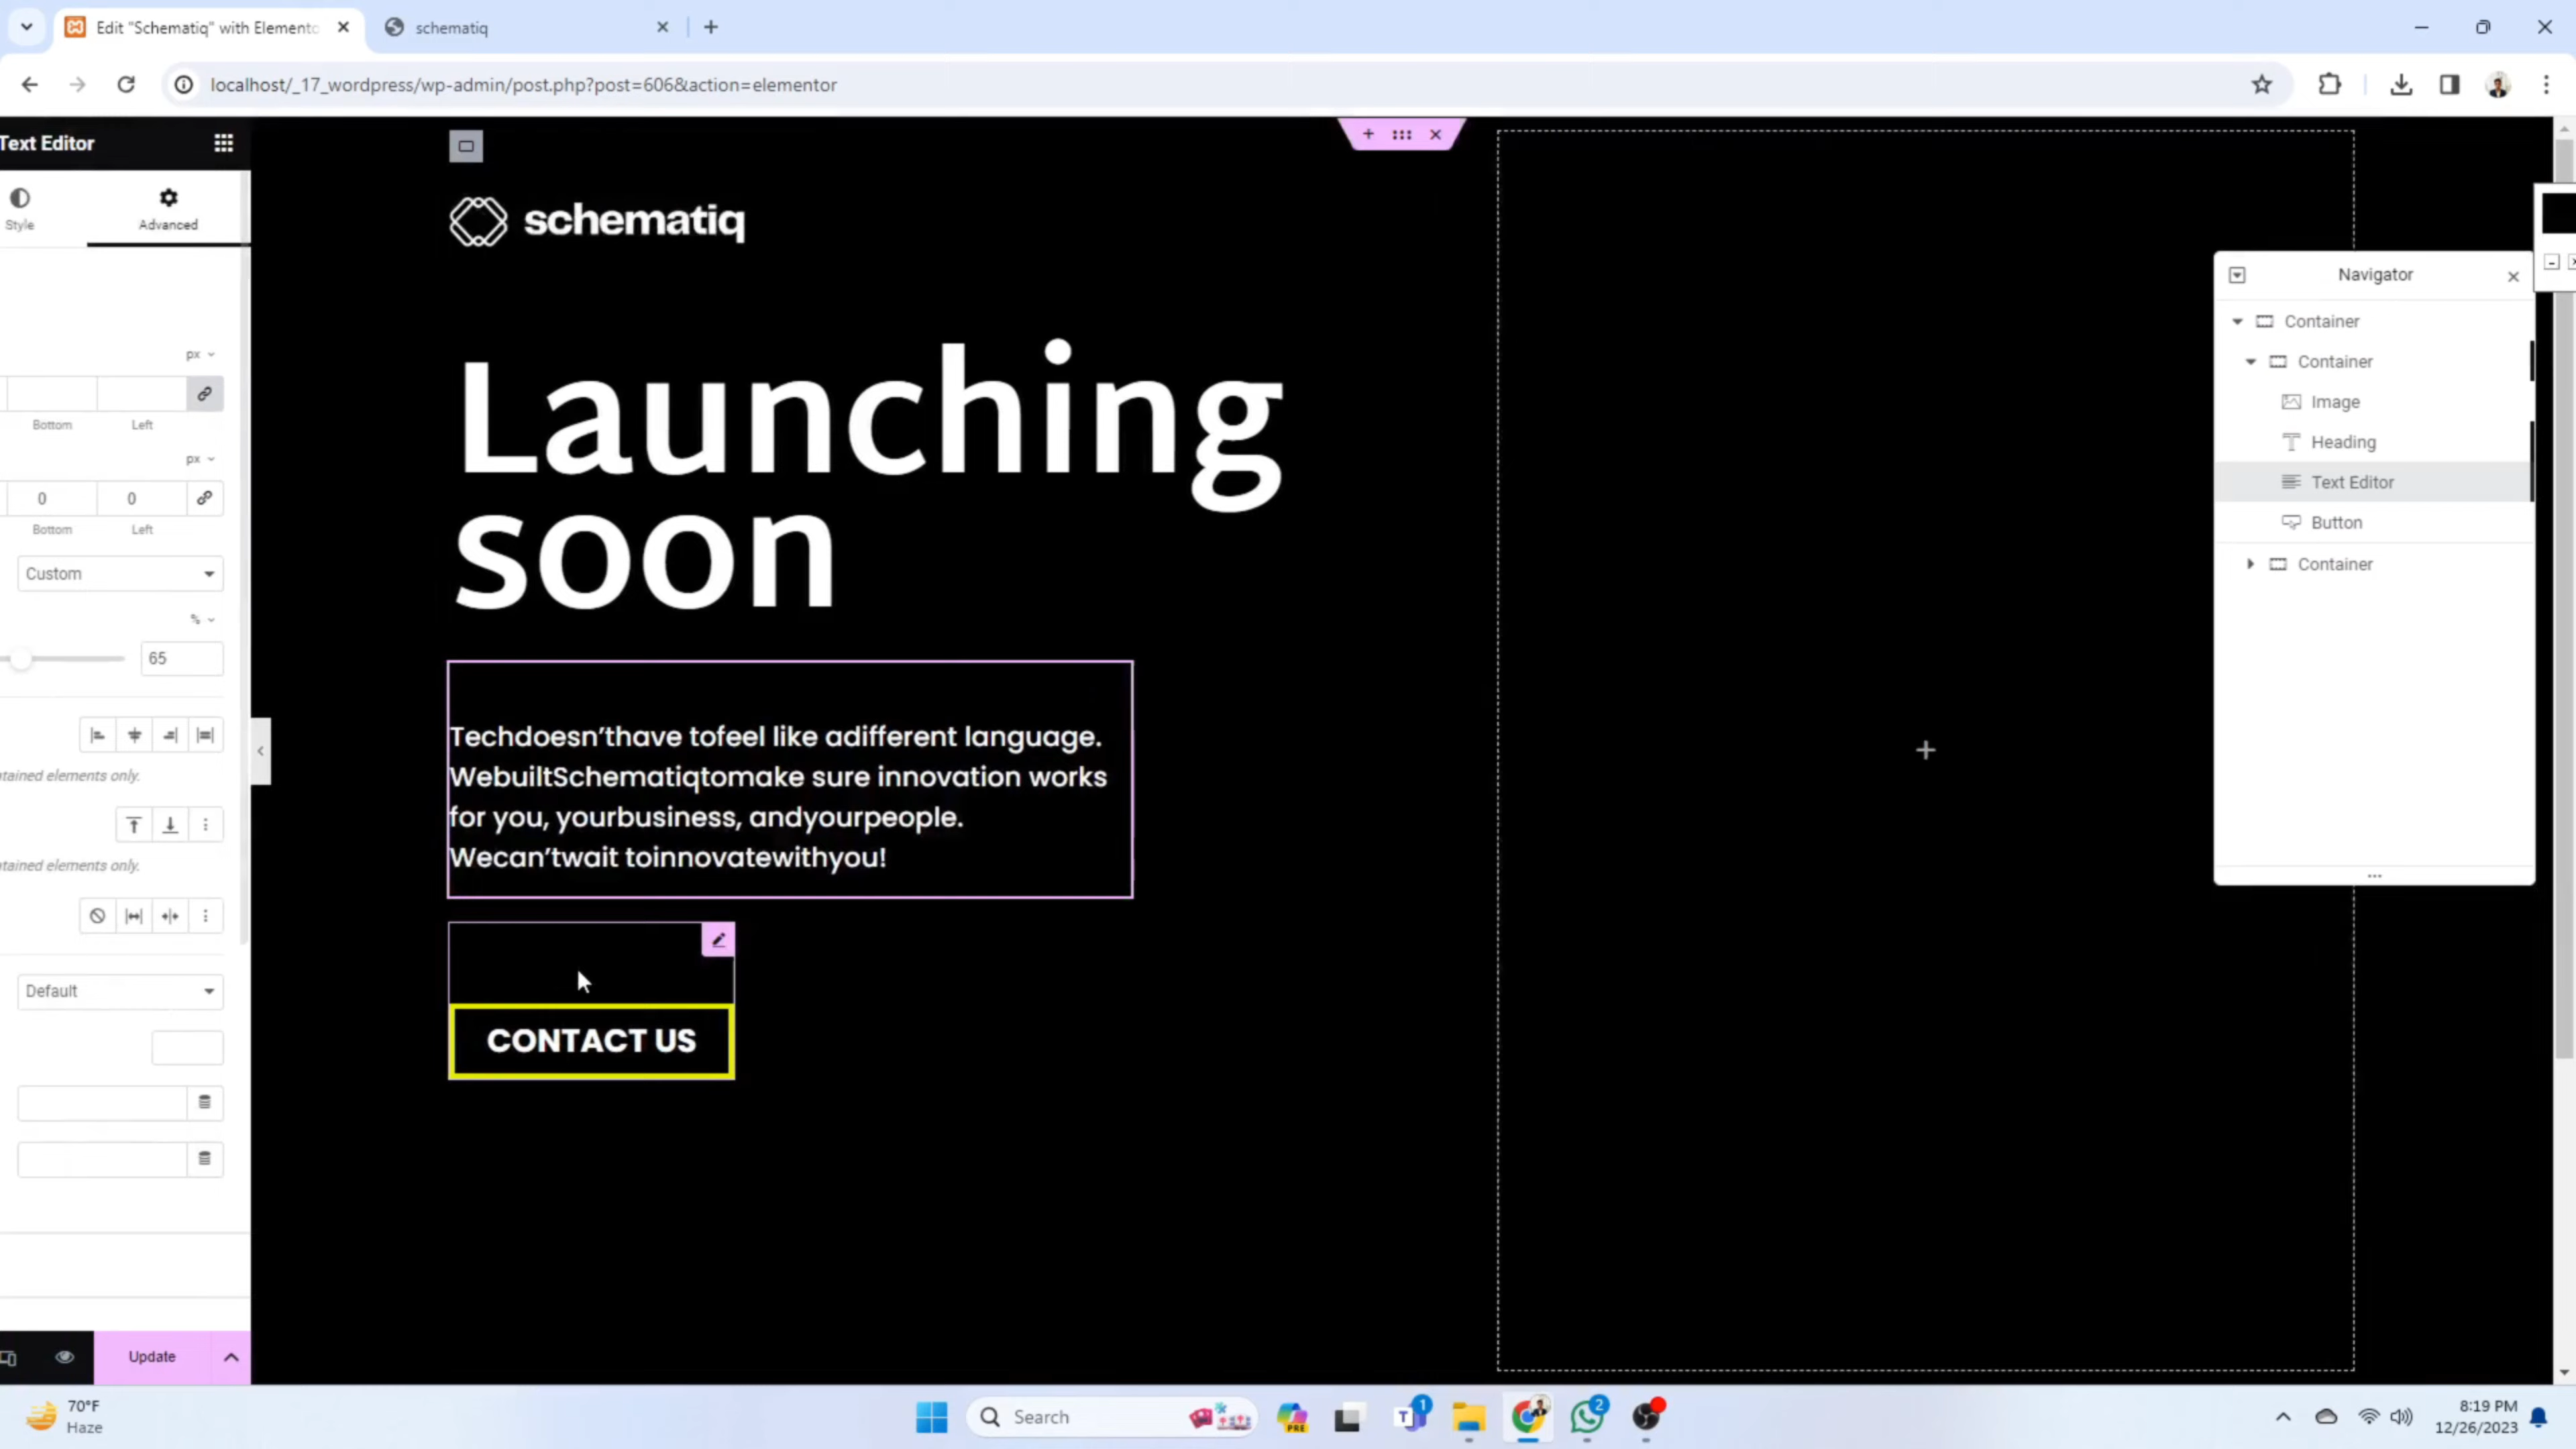 Edit "Schematiq" with Elemento
schematiq
localhost/_17_wordpress/wp-admin/post.php?post=606&action=elementor
Text Editor
Style
Advanced
px
Bottom
Left
px
0
0
Bottom
Left
Custom
%
65
tained elements only.
tained elements only.
Default
Update
schematiq
Launching
soon
Techdoesn’thave tofeel like adifferent language.
WebuiltSchematiqtomake sure innovation works
for you, yourbusiness, andyourpeople.
Wecan’twait toinnovatewithyou!
CONTACT US
Navigator
Container
Container
Image
Heading
Text Editor
Button
Container
70°F
Haze
Search
PRE
T
1
2
8:19 PM
12/26/2023